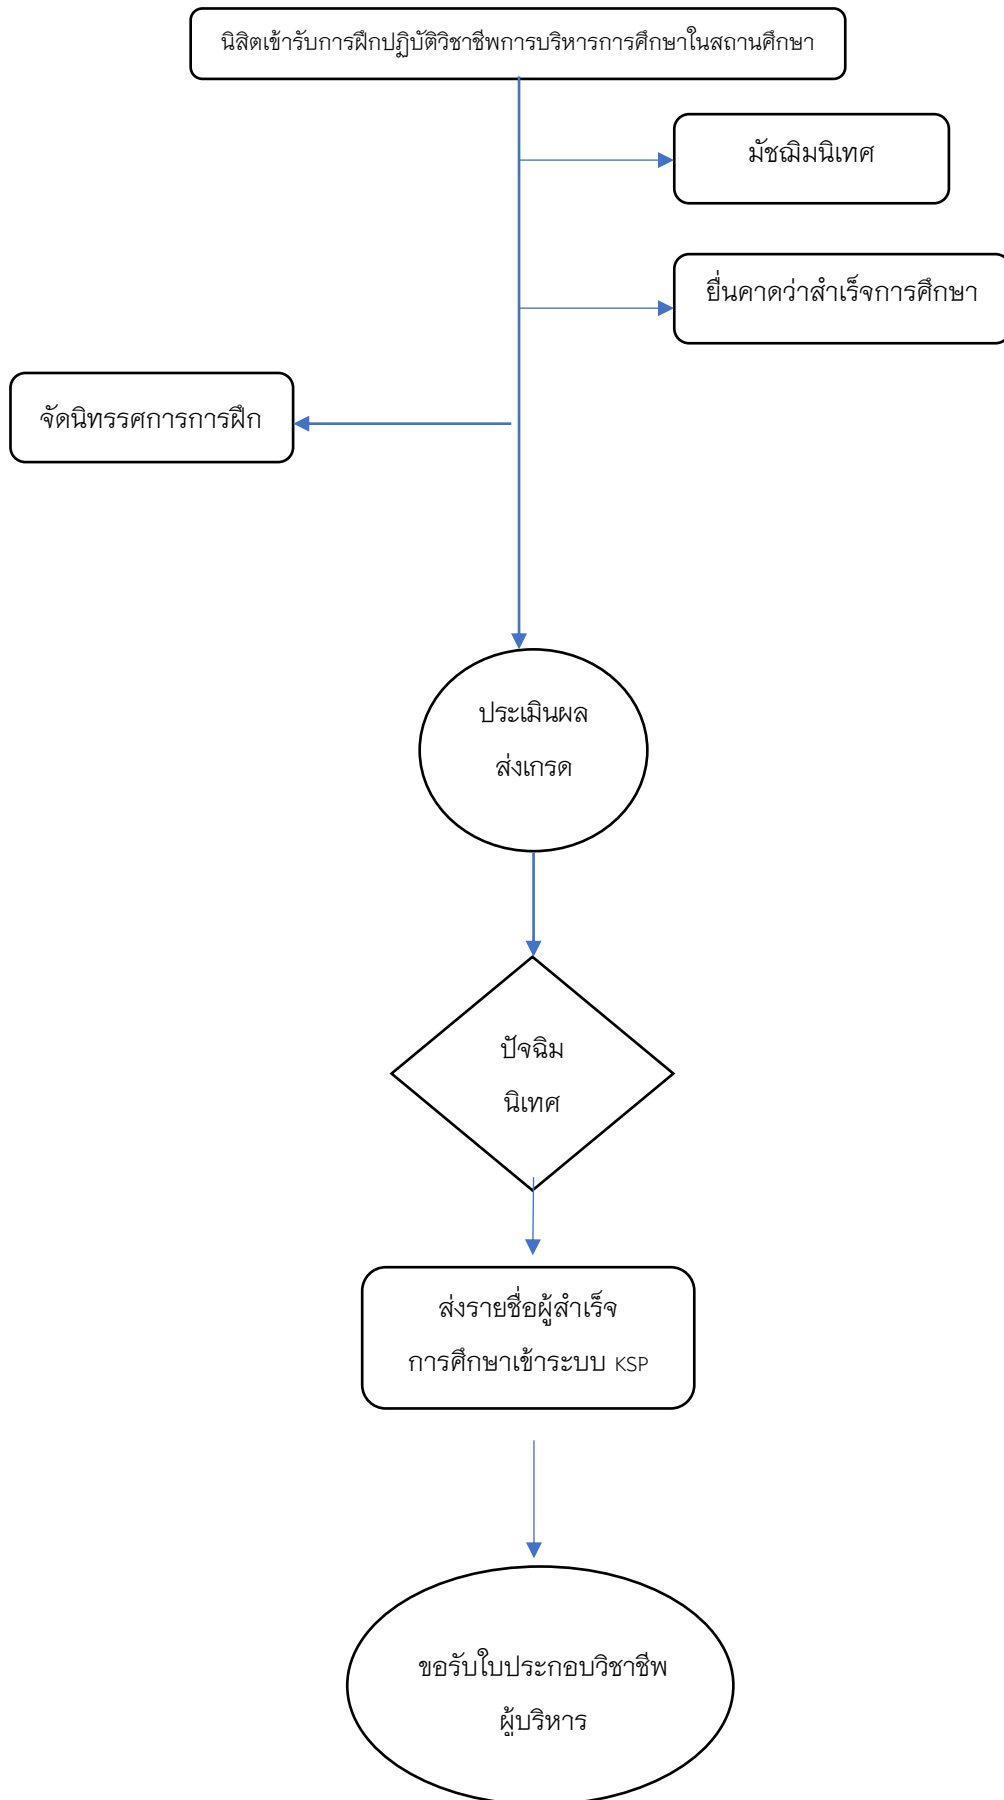 นิสิตเข้ารับการฝึกปฏิบัติวิชาชีพการบริหารการศึกษาในสถานศึกษา
มัชฌิมนิเทศ
ยื่นคาดว่าสำเร็จการศึกษา
จัดนิทรรศการการฝึก
ประเมินผล
ส่งเกรด
ปัจฉิม
นิเทศ
ส่งรายชื่อผู้สำเร็จ
การศึกษาเข้าระบบ KSP
ขอรับใบประกอบวิชาชีพ
ผู้บริหาร